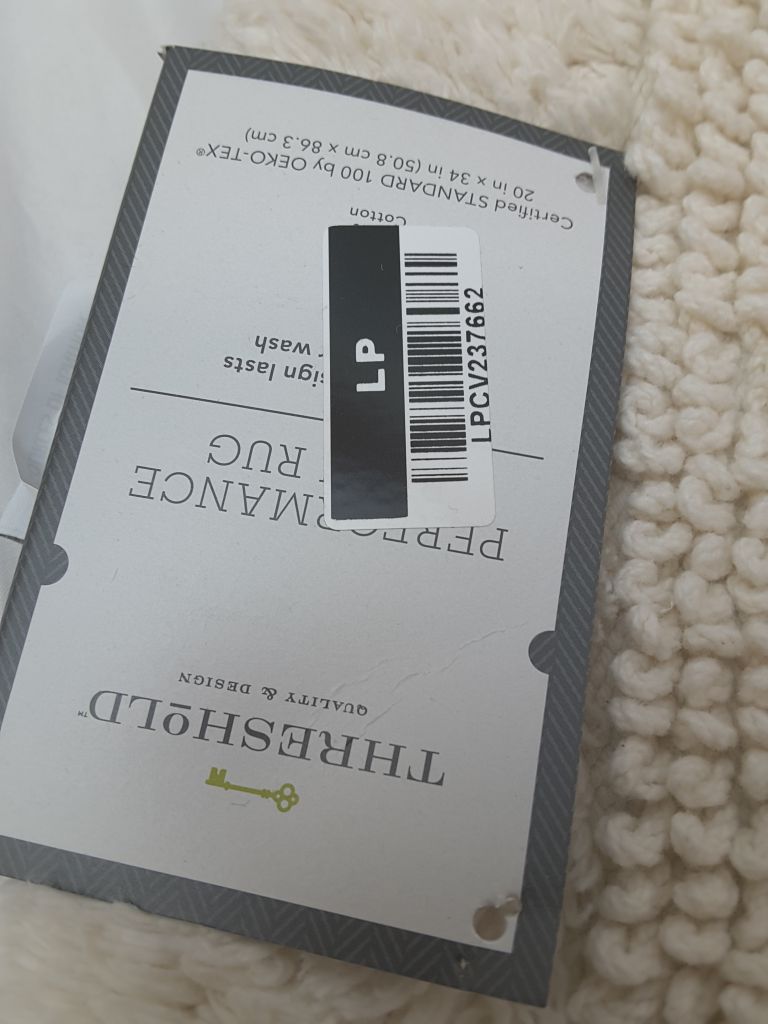 THRESHOLD™
QUALITY & DESIGN
PERFORMANCE
RUG
sign lasts
wash
Cotton
Certified STANDARD 100 by OEKO-TEX®
20 in x 34 in (50.8 cm x 86.3 cm)
LP
LPCV237662